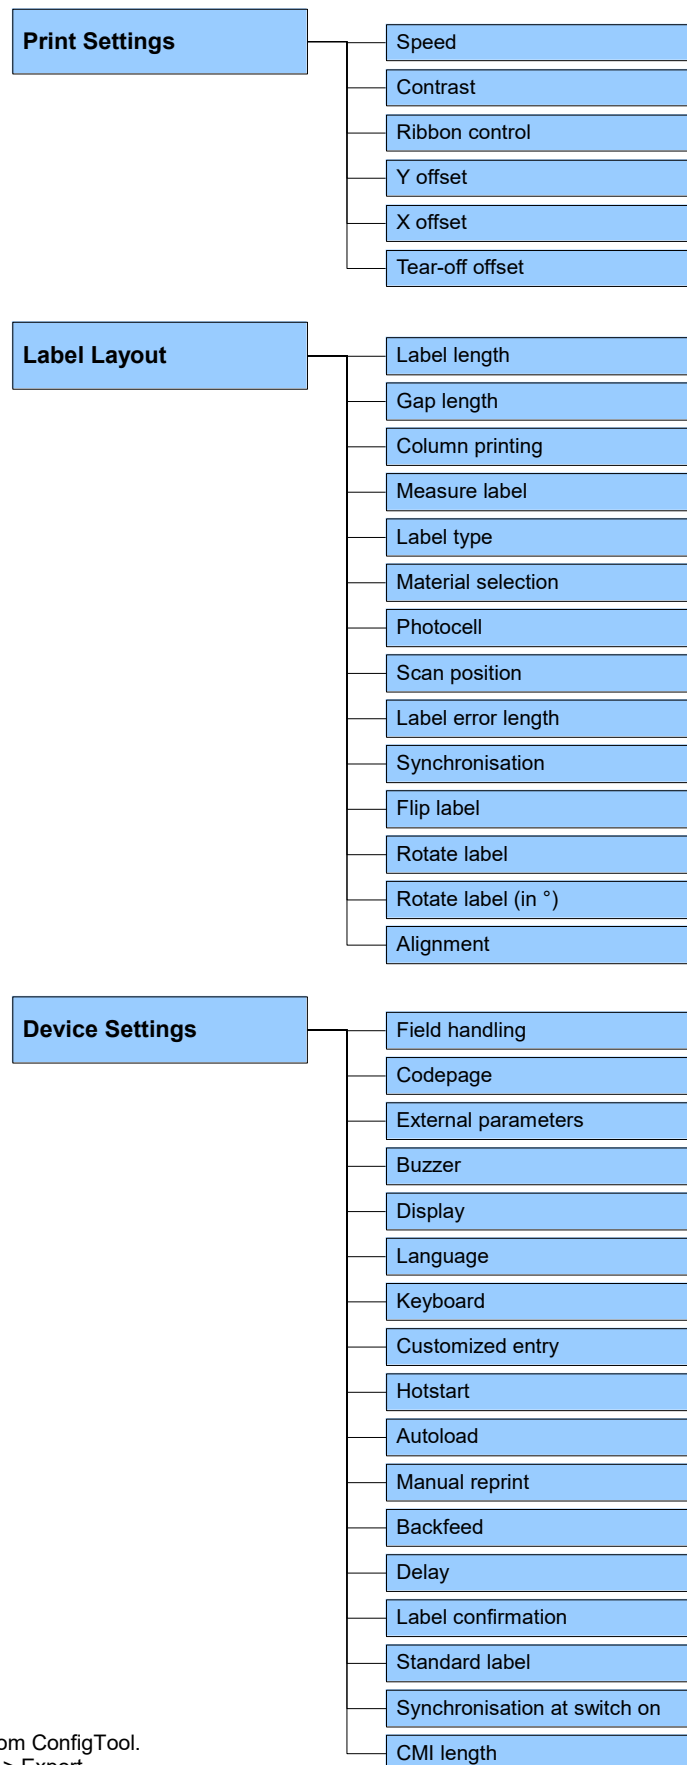 Print Settings
Speed
Contrast
Ribbon control
Y offset
X offset
Tear-off offset
Label Layout
Label length
Gap length
Column printing
Measure label
Label type
Material selection
Photocell
Scan position
Label error length
Synchronisation
Flip label
Rotate label
Rotate label (in °)
Alignment
Device Settings
Field handling
Codepage
External parameters
Buzzer
Display
Language
Keyboard
Customized entry
Hotstart
Autoload
Manual reprint
Backfeed
Delay
Label confirmation
Standard label
Synchronisation at switch on
CMI length
om ConfigTool.
> Export